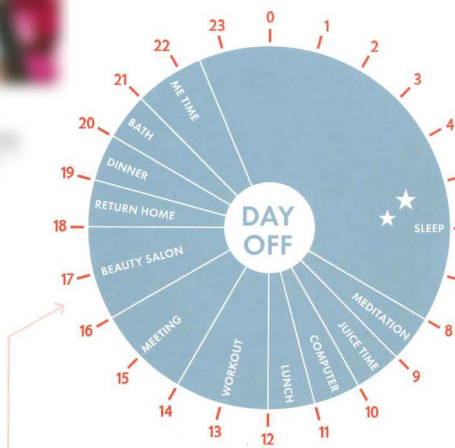 0
1
2
3
4
8
9
10
11
12
13
14
15
16
17
18
19
20
21
22
23
DAY
OFF
SLEEP
MEDITATION
JUICE TIME
COMPUTER
LUNCH
WORKOUT
MEETING
BEAUTY SALON
RETURN HOME
DINNER
BATH
ME TIME